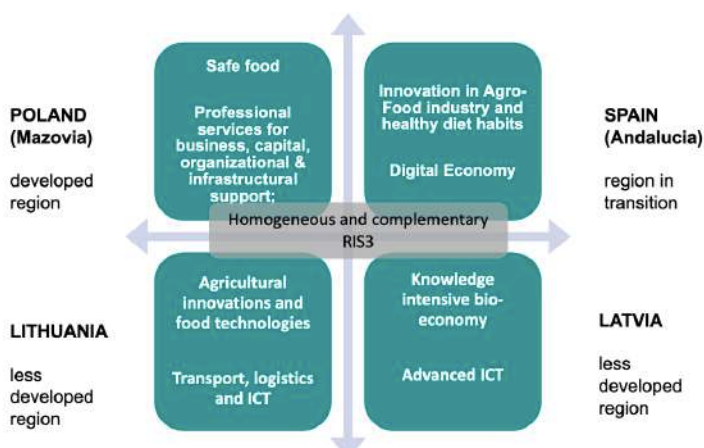 POLAND
(Mazovia)
developed
region
Safe food
Professional
services for
business, capital,
organizational &
infrastructural
support;
Innovation in Agro-
Food industry and
healthy diet habits
Digital Economy
SPAIN
(Andalucia)
region in
transition
Homogeneous and complementary
RIS3
LITHUANIA
less
developed
region
Agricultural
innovations and
food technologies
Transport, logistics
and ICT
Knowledge
intensive bio-
economy
Advanced ICT
LATVIA
less
developed
region